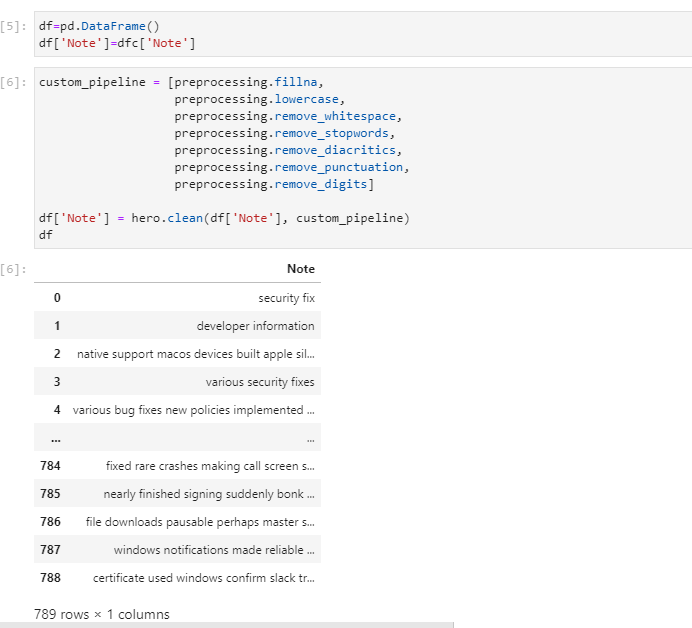 [5]: df=pd.DataFrame()
df['Note']=dfc['Note']
[6]: custom_pipeline = [preprocessing.fillna,
preprocessing.lowercase,
preprocessing.remove_whitespace,
preprocessing.remove_stopwords,
preprocessing.remove_diacritics,
preprocessing.remove_punctuation,
preprocessing.remove_digits]
df['Note'] = hero.clean(df['Note'], custom_pipeline)
df
[6]: Note
0 security fix
1 developer information
2 native support macos devices built apple sil...
3 various security fixes
4 various bug fixes new policies implemented ...
... ...
784 fixed rare crashes making call screen s...
785 nearly finished signing suddenly bonk ...
786 file downloads pausable perhaps master s...
787 windows notifications made reliable ...
788 certificate used windows confirm slack tr...
789 rows × 1 columns